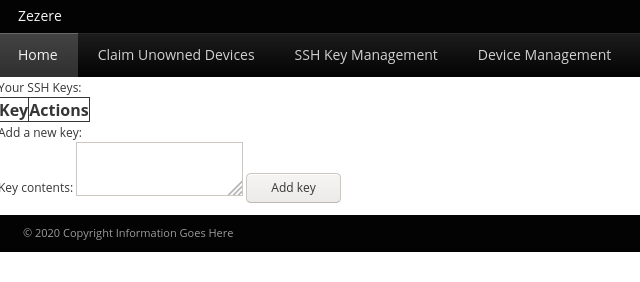 Zezere
Home Claim Unowned Devices SSH Key Management Device Management
Your SSH Keys:
Key Actions
Add a new key:
Key contents: Add key
© 2020 Copyright Information Goes Here